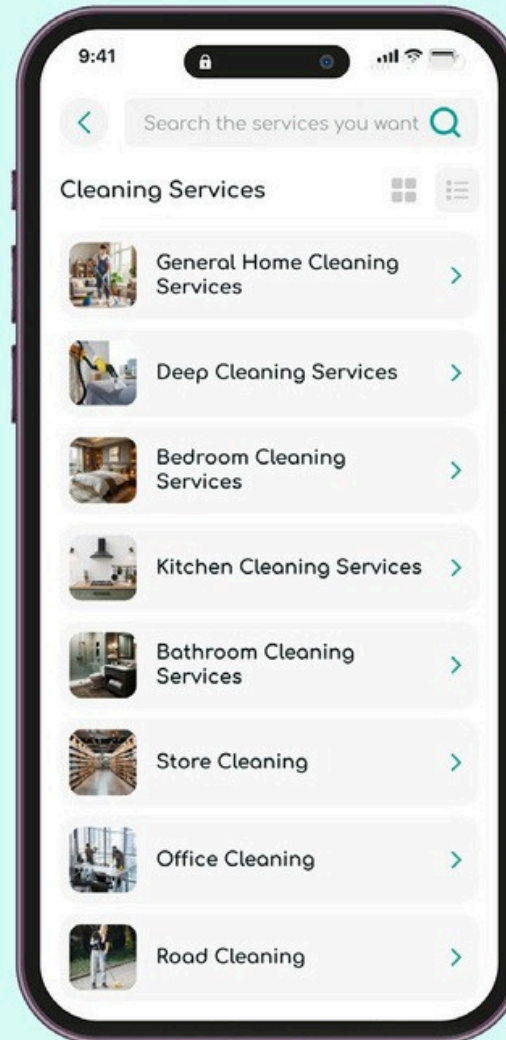 9:41
Search the services you want
Cleaning Services
General Home Cleaning
Services
Deep Cleaning Services
Bedroom Cleaning
Services
Kitchen Cleaning Services
Bathroom Cleaning
Services
Store Cleaning
Office Cleaning
Road Cleaning